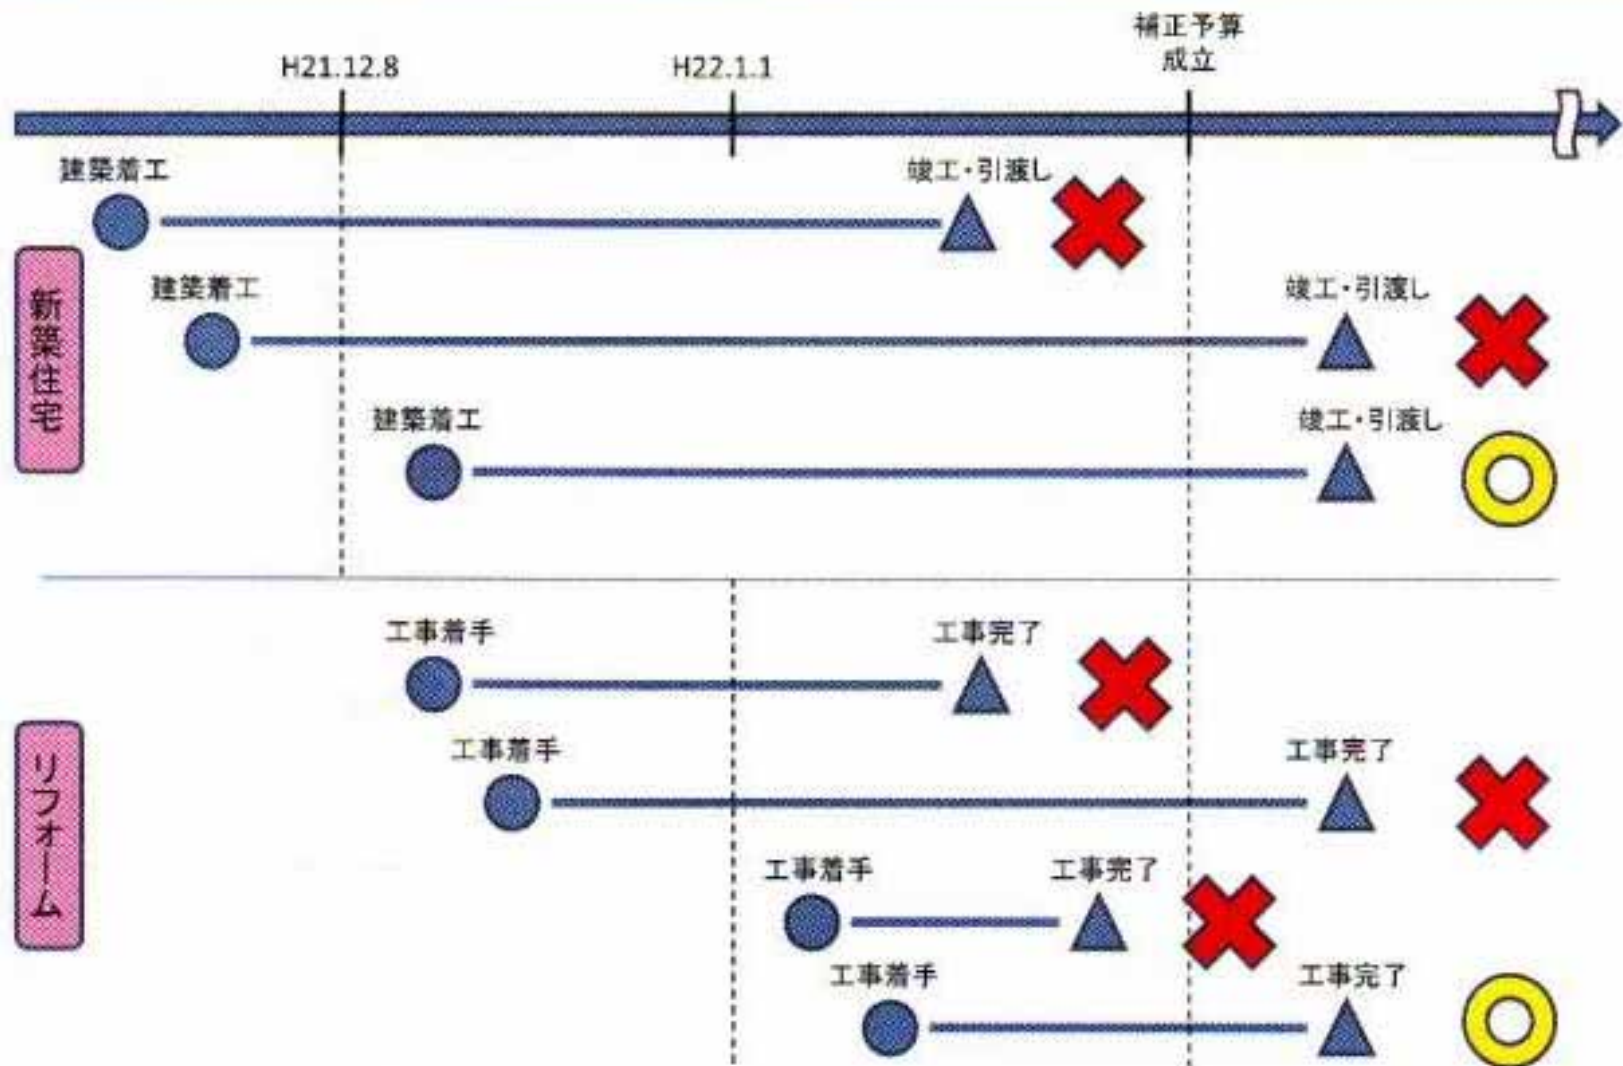 補正予算
成立
H21.12.8
H22.1.1
建築着工
竣工・引渡し
新築住宅
建築着工
竣工・引渡し
建築着工
竣工・引渡し
工事着手
工事完了
リフォーム
工事着手
工事完了
工事着手
工事完了
工事着手
工事完了